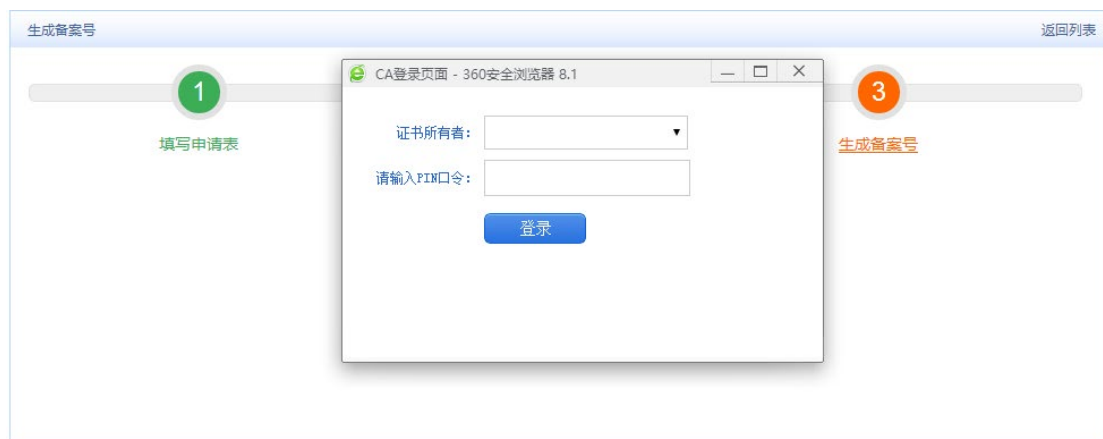 生成备案号 返回列表
CA登录页面 - 360安全浏览器 8.1
1 3
填写申请表 生成备案号
证书所有者:
请输入PIN口令:
登录